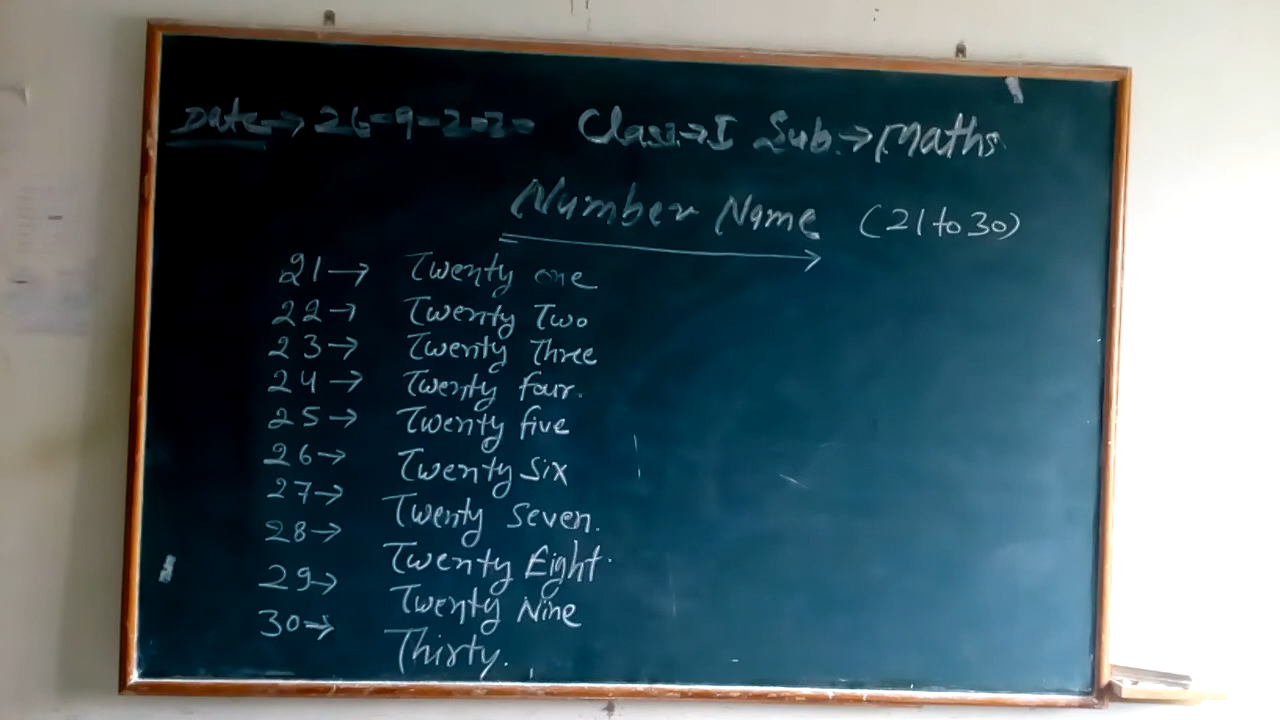 Date→ 26-9-2020 Class→I Sub.→Maths
Number Name (21 to 30)
21→ Twenty one
22→ Twenty Two
23→ Twenty Three
24→ Twenty four.
25→ Twenty five
26→ Twenty Six
27→ Twenty Seven.
28→ Twenty Eight.
29→ Twenty Nine
30→ Thirty.